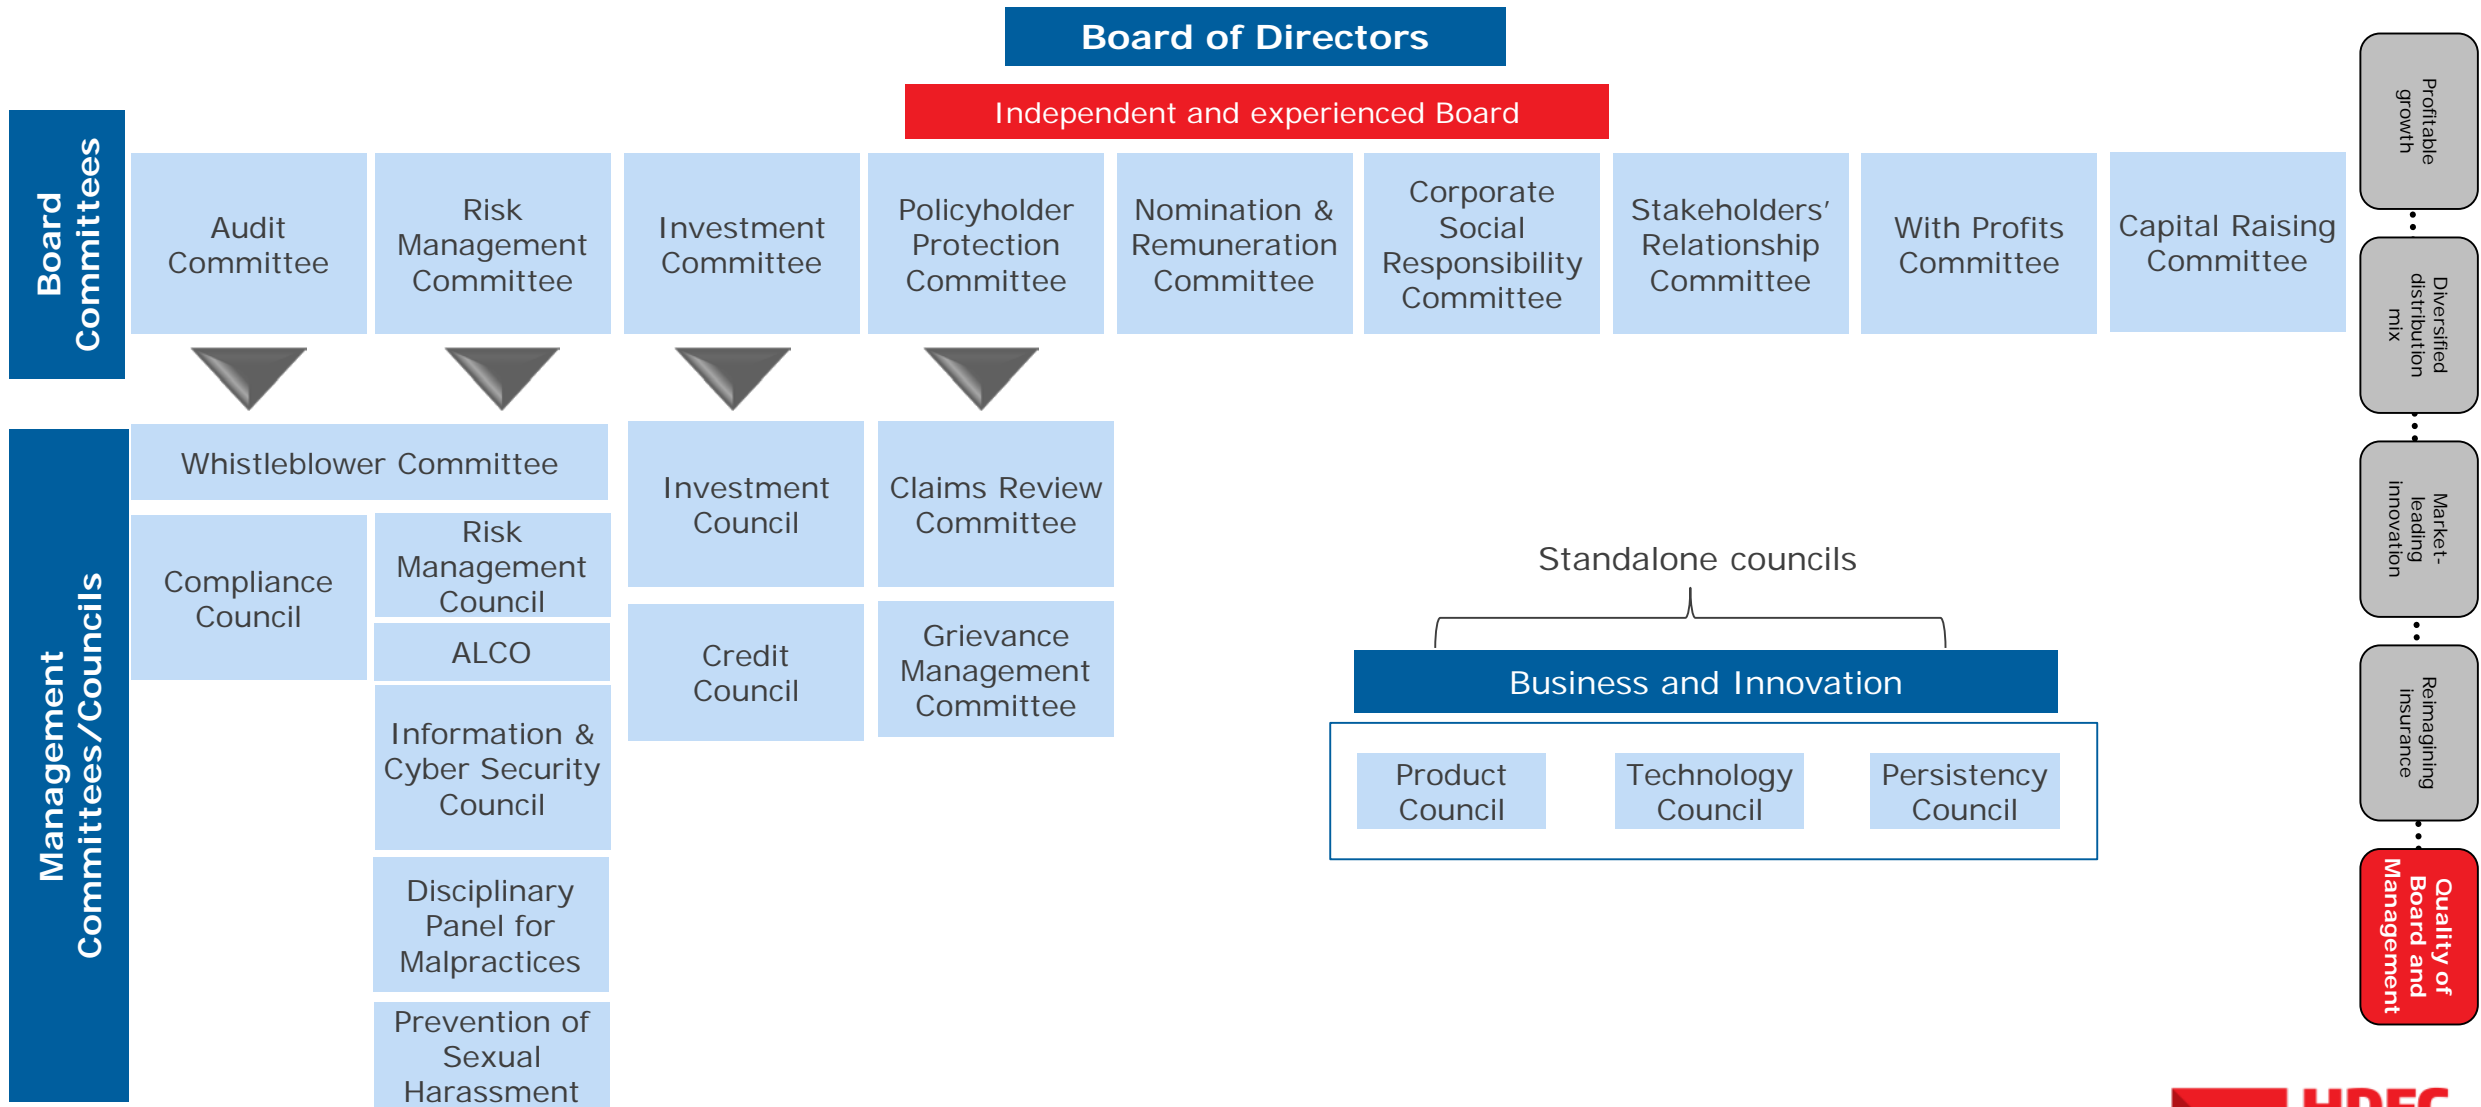 Board of Directors
Independent and experienced Board
Board
Committees
Audit
Committee
Risk
Management
Committee
Investment
Committee
Policyholder
Protection
Committee
Nomination &
Remuneration
Committee
Corporate
Social
Responsibility
Committee
Stakeholders’
Relationship
Committee
With Profits
Committee
Capital Raising
Committee
Management
Committees/Councils
Whistleblower Committee
Compliance
Council
Risk
Management
Council
ALCO
Information &
Cyber Security
Council
Disciplinary
Panel for
Malpractices
Prevention of
Sexual
Harassment
Investment
Council
Credit
Council
Claims Review
Committee
Grievance
Management
Committee
Standalone councils
Business and Innovation
Product
Council
Technology
Council
Persistency
Council
Profitable
growth
Diversified
distribution
mix
Market-
leading
innovation
Reimagining
insurance
Quality of
Board and
Management
HDFC